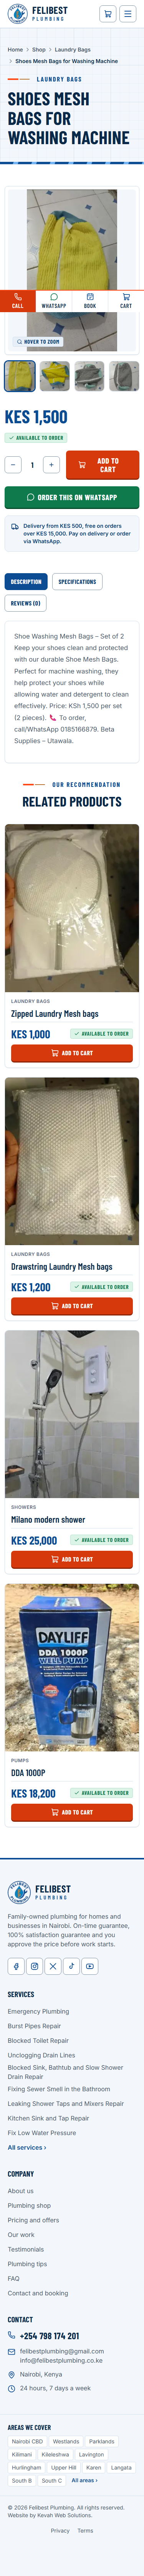 FELIBEST
PLUMBING
Home > Shop > Laundry Bags
> Shoes Mesh Bags for Washing Machine
LAUNDRY BAGS
SHOES MESH
BAGS FOR
WASHING MACHINE
CALL
WHATSAPP
BOOK
CART
HOVER TO ZOOM
KES 1,500
AVAILABLE TO ORDER
− 1 +
ADD TO
CART
ORDER THIS ON WHATSAPP
Delivery from KES 500, free on orders
over KES 15,000. Pay on delivery or order
via WhatsApp.
DESCRIPTION
SPECIFICATIONS
REVIEWS (0)
Shoe Washing Mesh Bags – Set of 2
Keep your shoes clean and protected
with our durable Shoe Mesh Bags.
Perfect for machine washing, they
help protect your shoes while
allowing water and detergent to clean
effectively. Price: KSh 1,500 per set
(2 pieces). 📞 To order,
call/WhatsApp 0185166879. Beta
Supplies – Utawala.
OUR RECOMMENDATION
RELATED PRODUCTS
LAUNDRY BAGS
Zipped Laundry Mesh bags
KES 1,000
AVAILABLE TO ORDER
ADD TO CART
LAUNDRY BAGS
Drawstring Laundry Mesh bags
KES 1,200
AVAILABLE TO ORDER
ADD TO CART
SHOWERS
Milano modern shower
KES 25,000
AVAILABLE TO ORDER
ADD TO CART
DAYLIFF
DDA 1000P
WELL PUMP
PUMPS
DDA 1000P
KES 18,200
AVAILABLE TO ORDER
ADD TO CART
FELIBEST
PLUMBING
Family-owned plumbing for homes and
businesses in Nairobi. On-time guarantee,
100% satisfaction guarantee and you
approve the price before work starts.
SERVICES
Emergency Plumbing
Burst Pipes Repair
Blocked Toilet Repair
Unclogging Drain Lines
Blocked Sink, Bathtub and Slow Shower
Drain Repair
Fixing Sewer Smell in the Bathroom
Leaking Shower Taps and Mixers Repair
Kitchen Sink and Tap Repair
Fix Low Water Pressure
All services ›
COMPANY
About us
Plumbing shop
Pricing and offers
Our work
Testimonials
Plumbing tips
FAQ
Contact and booking
CONTACT
+254 798 174 201
felibestplumbing@gmail.com
info@felibestplumbing.co.ke
Nairobi, Kenya
24 hours, 7 days a week
AREAS WE COVER
Nairobi CBD
Westlands
Parklands
Kilimani
Kileleshwa
Lavington
Hurlingham
Upper Hill
Karen
Langata
South B
South C
All areas ›
© 2026 Felibest Plumbing. All rights reserved.
Website by Kevah Web Solutions.
Privacy
Terms